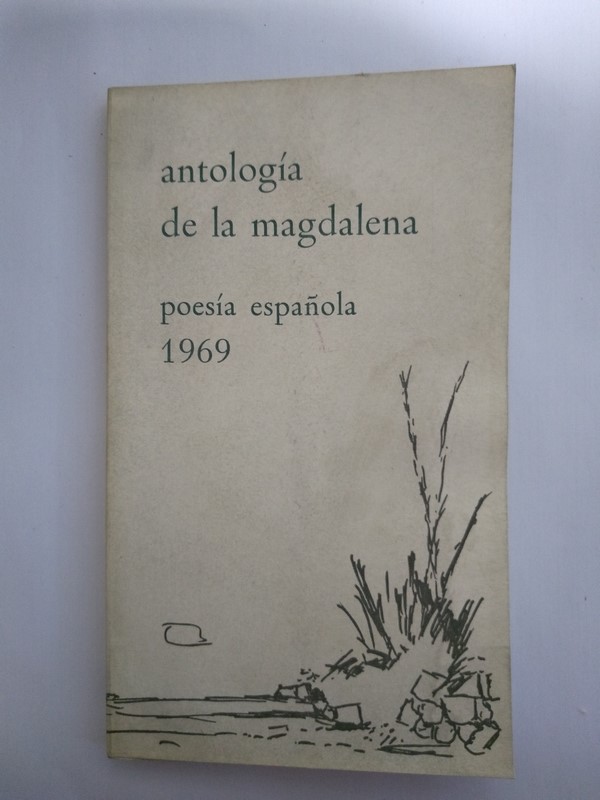 antología
de la magdalena
poesía española
1969